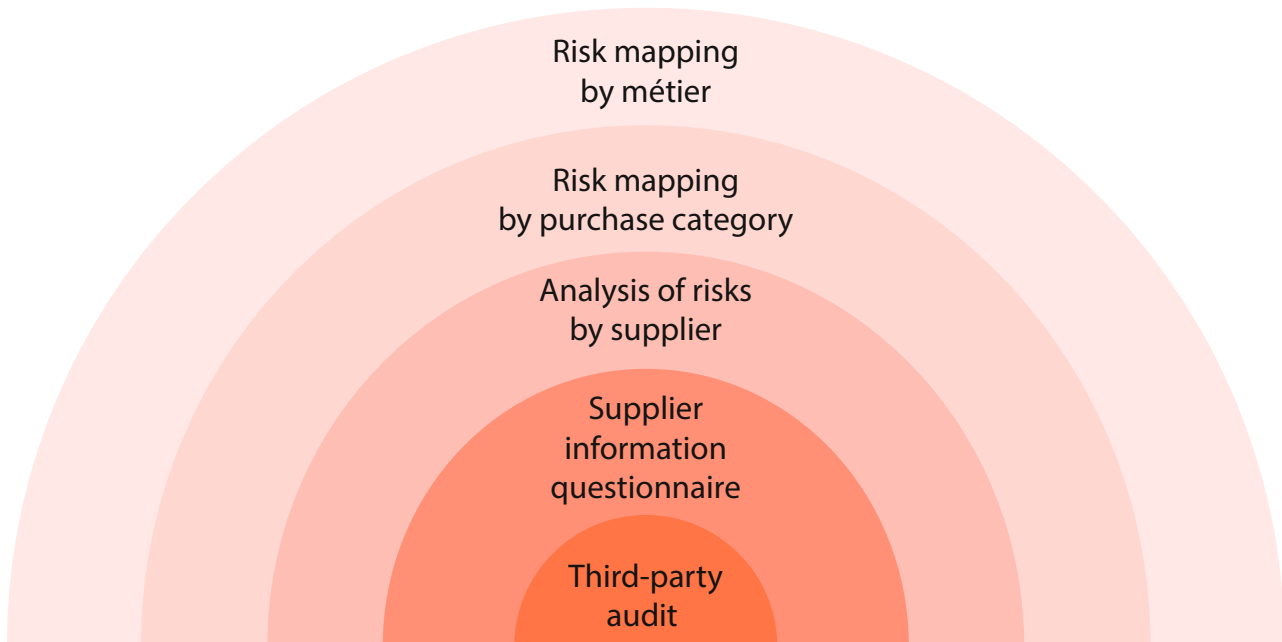 Risk mapping
by métier
Risk mapping
by purchase category
Analysis of risks
by supplier
Supplier
information
questionnaire
Third-party
audit